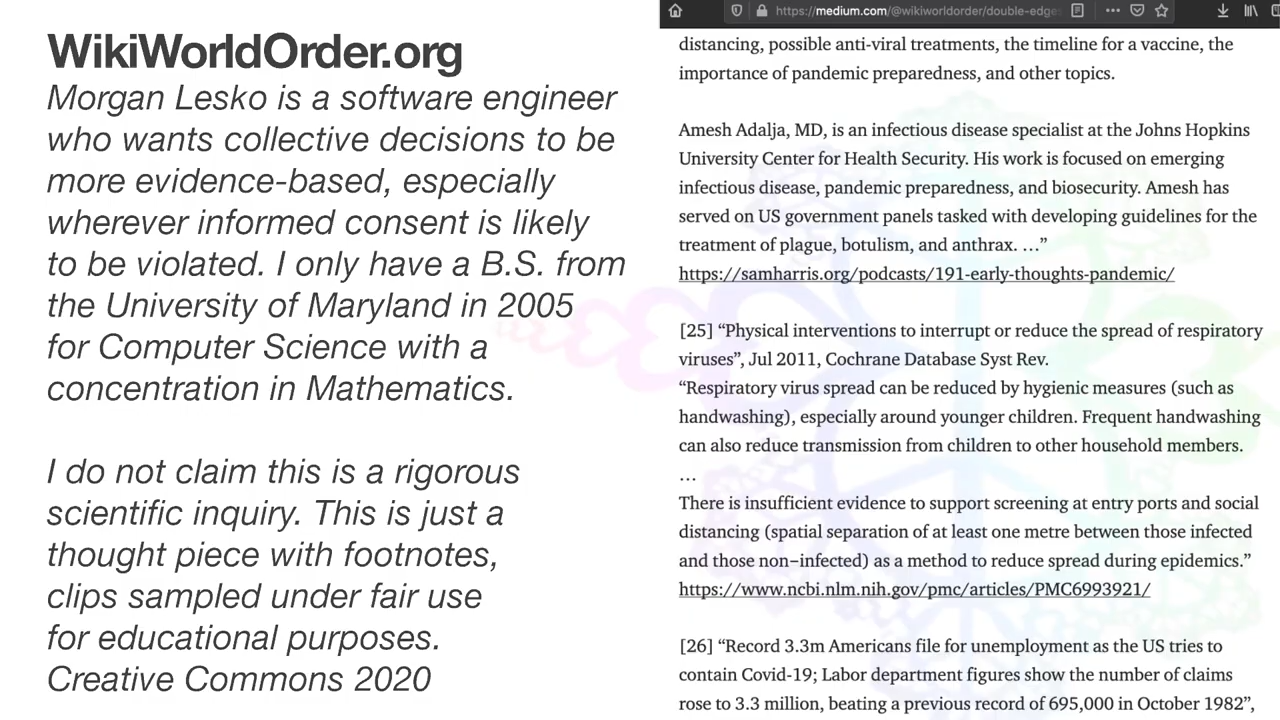 WikiWorldOrder.org
Morgan Lesko is a software engineer
who wants collective decisions to be
more evidence-based, especially
wherever informed consent is likely
to be violated. I only have a B.S. from
the University of Maryland in 2005
for Computer Science with a
concentration in Mathematics.
I do not claim this is a rigorous
scientific inquiry. This is just a
thought piece with footnotes,
clips sampled under fair use
for educational purposes.
Creative Commons 2020
https://medium.com/@wikiworldorder/double-edge
distancing, possible anti-viral treatments, the timeline for a vaccine, the
importance of pandemic preparedness, and other topics.
Amesh Adalja, MD, is an infectious disease specialist at the Johns Hopkins
University Center for Health Security. His work is focused on emerging
infectious disease, pandemic preparedness, and biosecurity. Amesh has
served on US government panels tasked with developing guidelines for the
treatment of plague, botulism, and anthrax. …”
https://samharris.org/podcasts/191-early-thoughts-pandemic/
[25] “Physical interventions to interrupt or reduce the spread of respiratory
viruses”, Jul 2011, Cochrane Database Syst Rev.
“Respiratory virus spread can be reduced by hygienic measures (such as
handwashing), especially around younger children. Frequent handwashing
can also reduce transmission from children to other household members.
…
There is insufficient evidence to support screening at entry ports and social
distancing (spatial separation of at least one metre between those infected
and those non–infected) as a method to reduce spread during epidemics.”
https://www.ncbi.nlm.nih.gov/pmc/articles/PMC6993921/
[26] “Record 3.3m Americans file for unemployment as the US tries to
contain Covid-19; Labor department figures show the number of claims
rose to 3.3 million, beating a previous record of 695,000 in October 1982”,